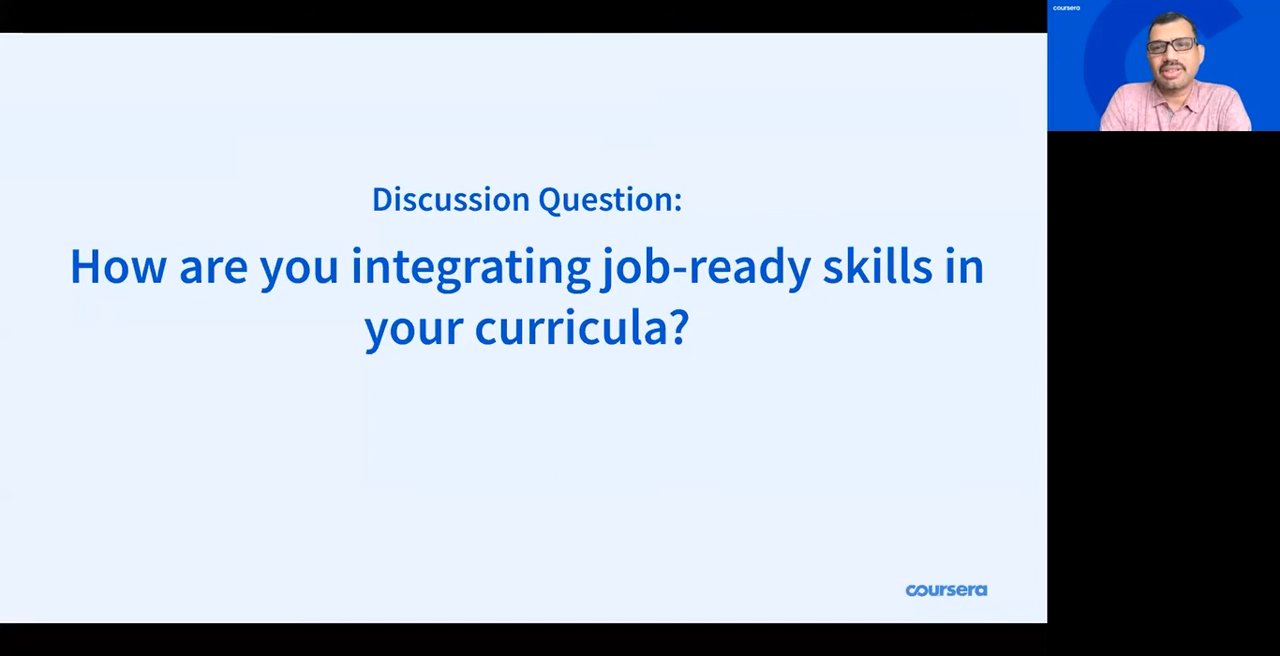 coursera
Discussion Question:
How are you integrating job-ready skills in
your curricula?
coursera